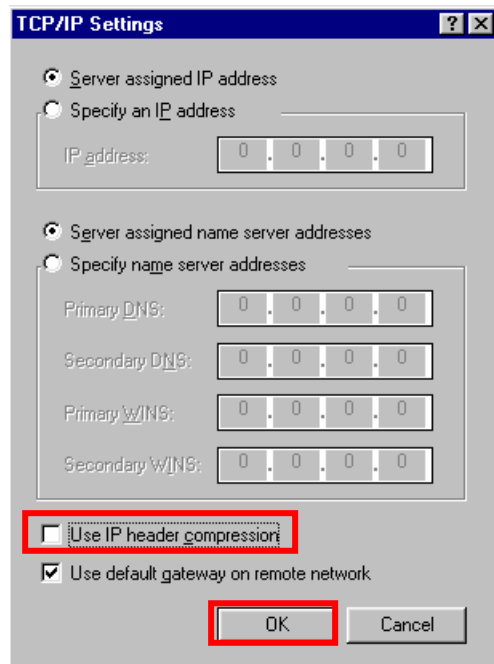 TCP/IP Settings ? X
Server assigned IP address
Specify an IP address
IP address: 0 . 0 . 0 . 0
Server assigned name server addresses
Specify name server addresses
Primary DNS: 0 . 0 . 0 . 0
Secondary DNS: 0 . 0 . 0 . 0
Primary WINS: 0 . 0 . 0 . 0
Secondary WINS: 0 . 0 . 0 . 0
Use IP header compression
Use default gateway on remote network
OK Cancel